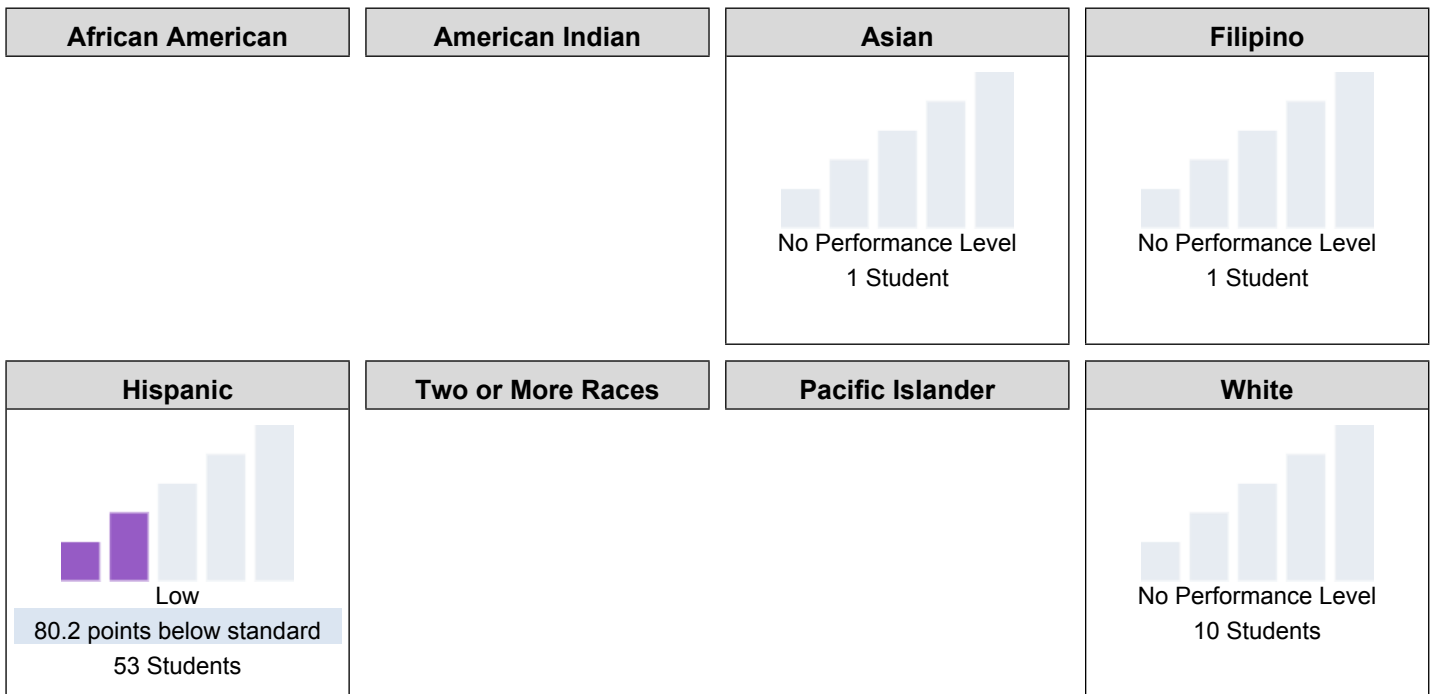 African American
American Indian
Asian
Filipino
No Performance Level
1 Student
No Performance Level
1 Student
Hispanic
Two or More Races
Pacific Islander
White
Low
80.2 points below standard
53 Students
No Performance Level
10 Students